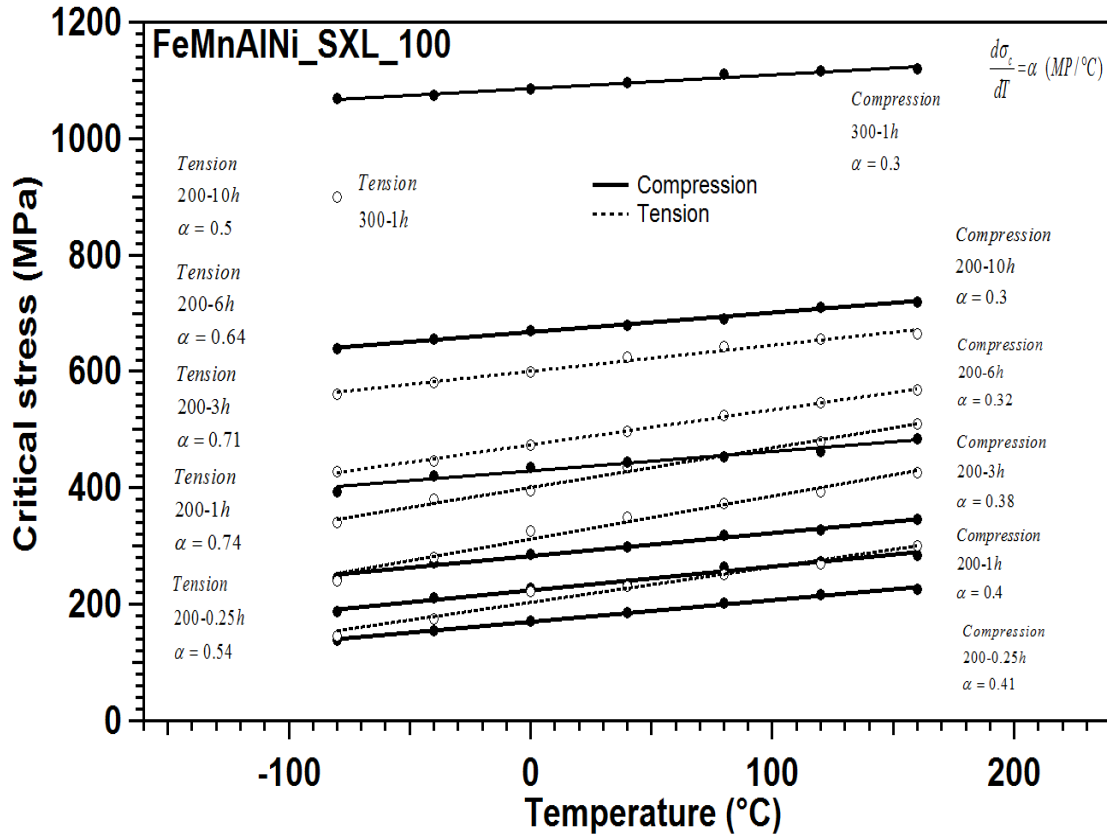 FeMnAlNi_SXL_100
dσ_c/dT=α (MP/°C)
Compression
300-1h
α = 0.3
Tension
200-10h
α = 0.5
Tension
300-1h
Compression
Tension
Compression
200-10h
α = 0.3
Tension
200-6h
α = 0.64
Compression
200-6h
α = 0.32
Tension
200-3h
α = 0.71
Compression
200-3h
α = 0.38
Tension
200-1h
α = 0.74
Compression
200-1h
α = 0.4
Tension
200-0.25h
α = 0.54
Compression
200-0.25h
α = 0.41
Critical stress (MPa)
1200
1000
800
600
400
200
0
-100
0
100
200
Temperature (°C)